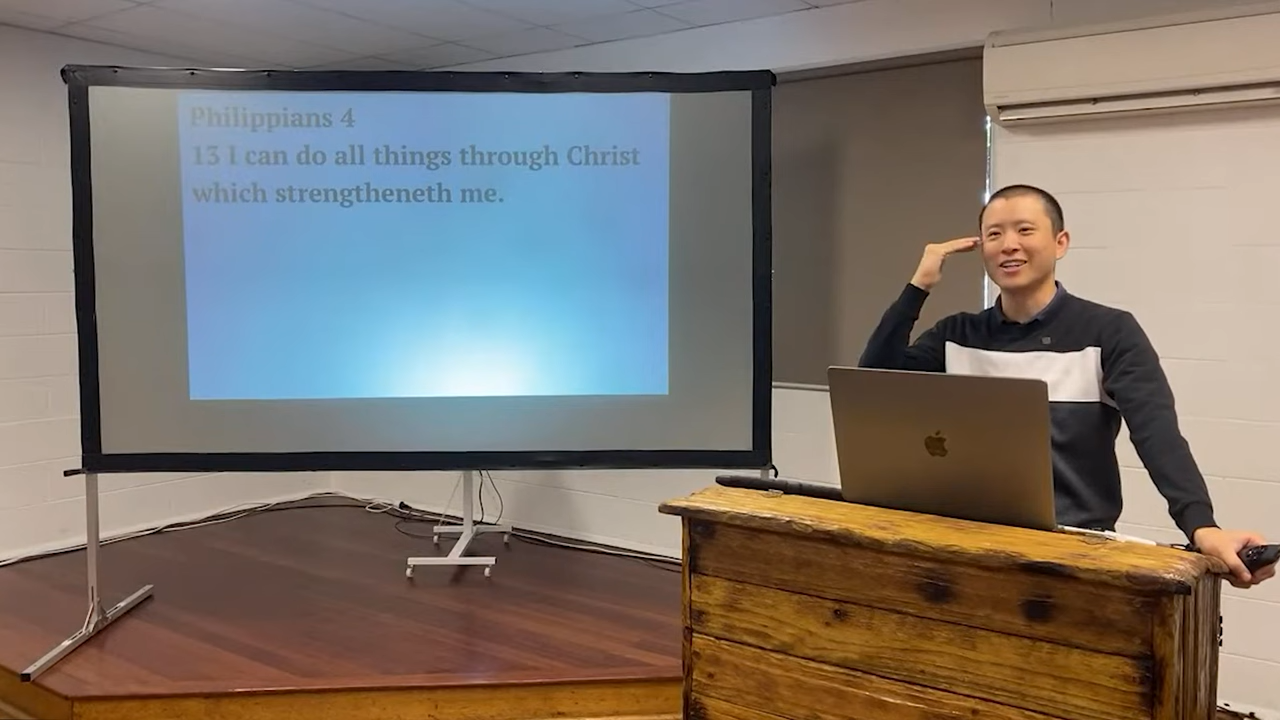 Philippians 4
13 I can do all things through Christ
which strengtheneth me.